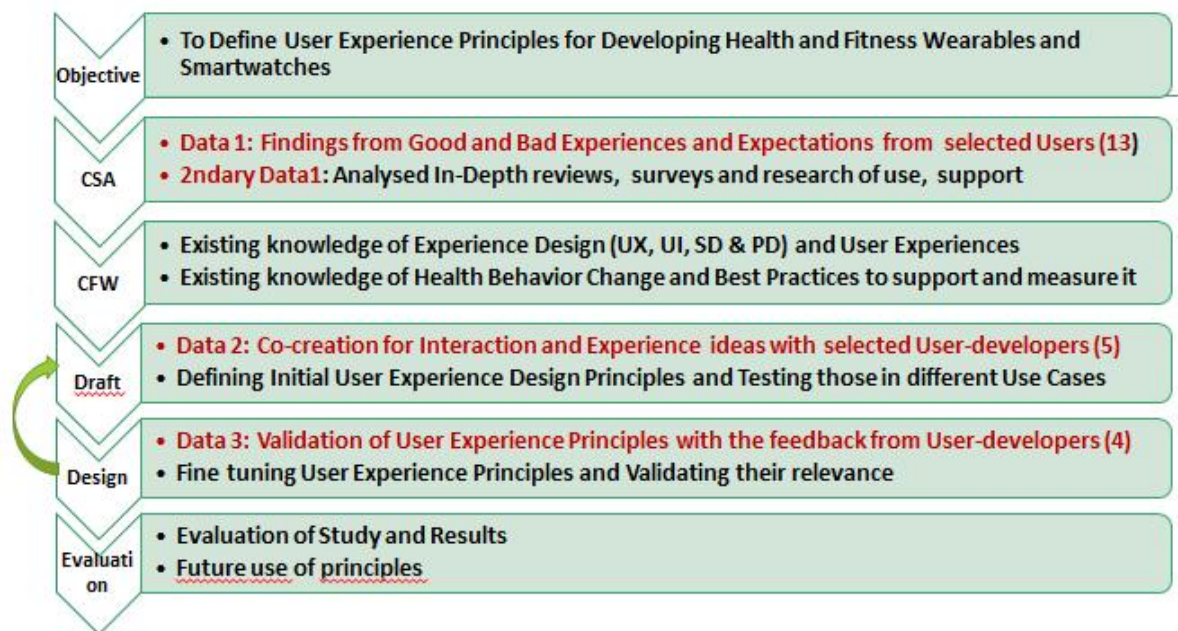 Objective
• To Define User Experience Principles for Developing Health and Fitness Wearables and
Smartwatches
CSA
• Data 1: Findings from Good and Bad Experiences and Expectations from selected Users (13)
• 2ndary Data1: Analysed In-Depth reviews, surveys and research of use, support
CFW
• Existing knowledge of Experience Design (UX, UI, SD & PD) and User Experiences
• Existing knowledge of Health Behavior Change and Best Practices to support and measure it
Draft
• Data 2: Co-creation for Interaction and Experience ideas with selected User-developers (5)
• Defining Initial User Experience Design Principles and Testing those in different Use Cases
Design
• Data 3: Validation of User Experience Principles with the feedback from User-developers (4)
• Fine tuning User Experience Principles and Validating their relevance
Evaluati
on
• Evaluation of Study and Results
• Future use of principles